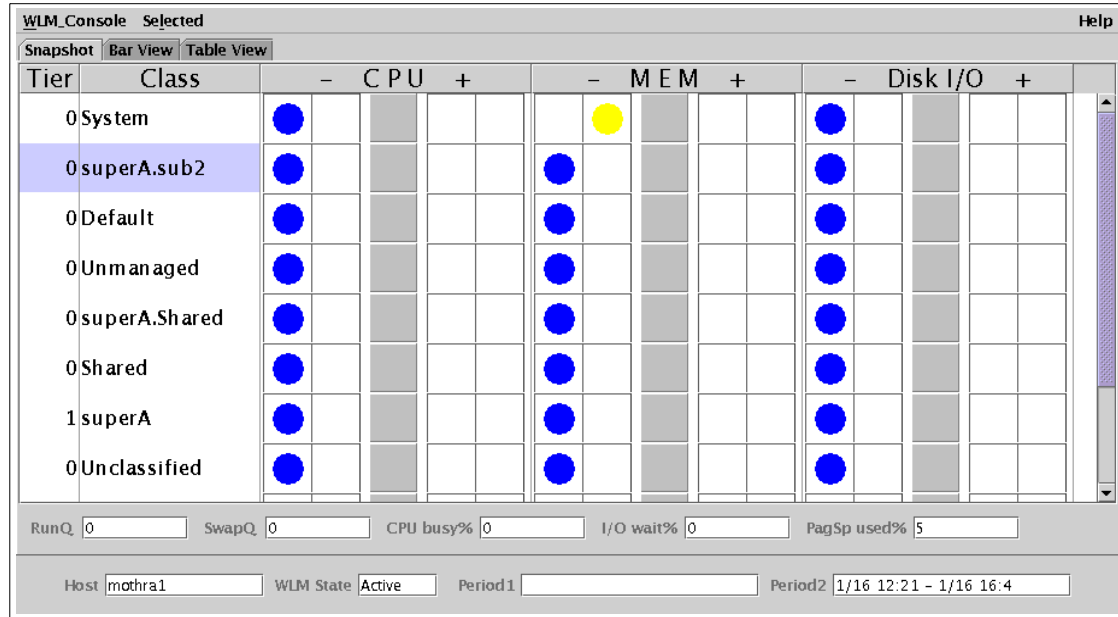 WLM_Console Selected Help
Snapshot Bar View Table View
Tier Class - CPU + - MEM + - Disk I/O +
0 System
0 superA.sub2
0 Default
0 Unmanaged
0 superA.Shared
0 Shared
1 superA
0 Unclassified
RunQ 0 SwapQ 0 CPU busy% 0 I/O wait% 0 PagSp used% 5
Host mothra1 WLM State Active Period1 Period2 1/16 12:21 - 1/16 16:4